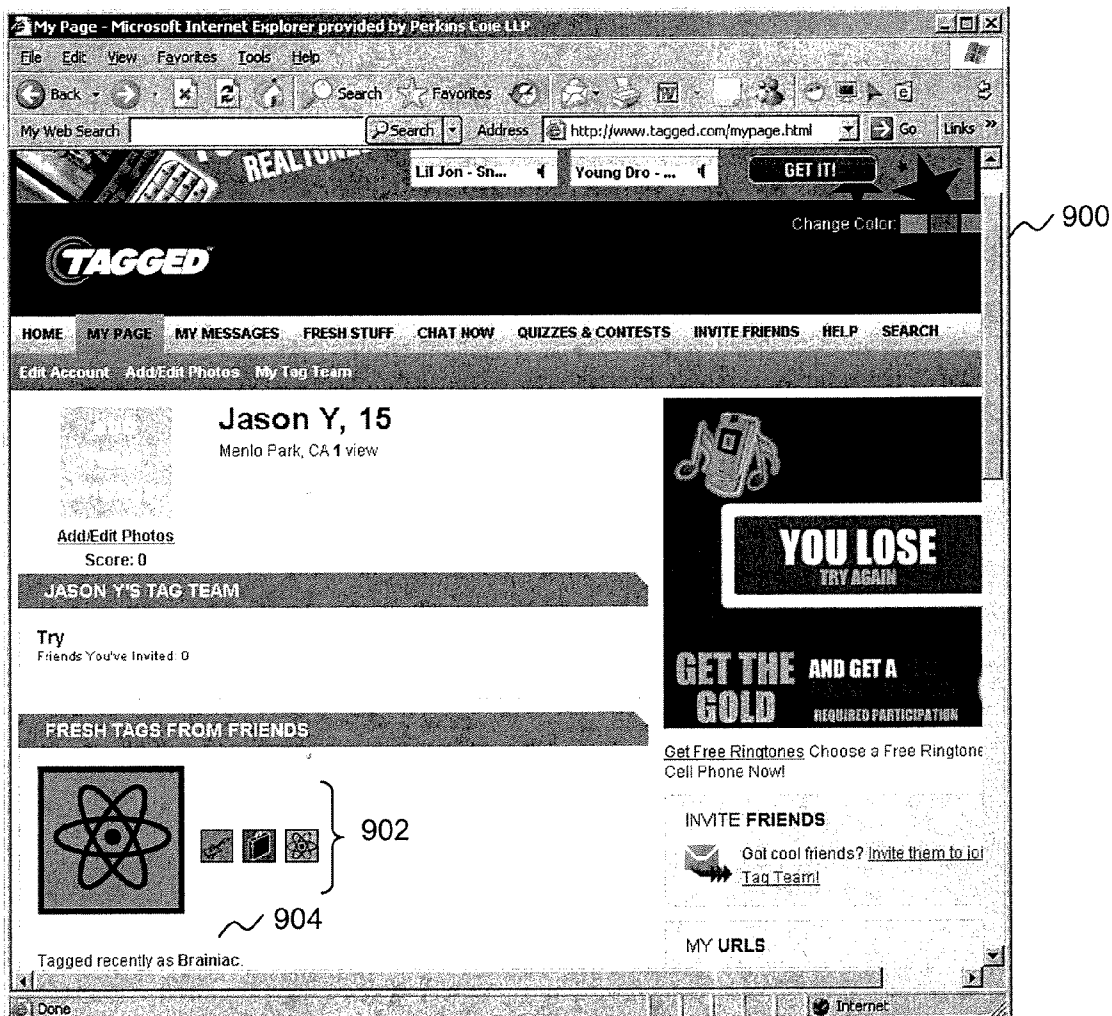 My Page - Microsoft Internet Explorer provided by Perkins Coie LLP
File Edit View Favorites Tools Help
Back Search Favorites
My Web Search Search Address http://www.tagged.com/mypage.html Go Links »
REALTONES
Lil Jon - Sn... Young Dro - ... GET IT!
Change Color:
900
TAGGED
HOME MY PAGE MY MESSAGES FRESH STUFF CHAT NOW QUIZZES & CONTESTS INVITE FRIENDS HELP SEARCH
Edit Account Add/Edit Photos My Tag Team
Jason Y, 15
Menlo Park, CA 1 view
Add/Edit Photos
Score: 0
JASON Y'S TAG TEAM
Try
Friends You've Invited: 0
YOU LOSE
TRY AGAIN
GET THE GOLD
AND GET A
REQUIRED PARTICIPATION
FRESH TAGS FROM FRIENDS
902
904
Tagged recently as Brainiac.
Get Free Ringtones Choose a Free Ringtone
Cell Phone Now!
INVITE FRIENDS
Got cool friends? Invite them to joi
Tag Team!
MY URLS
Done Internet